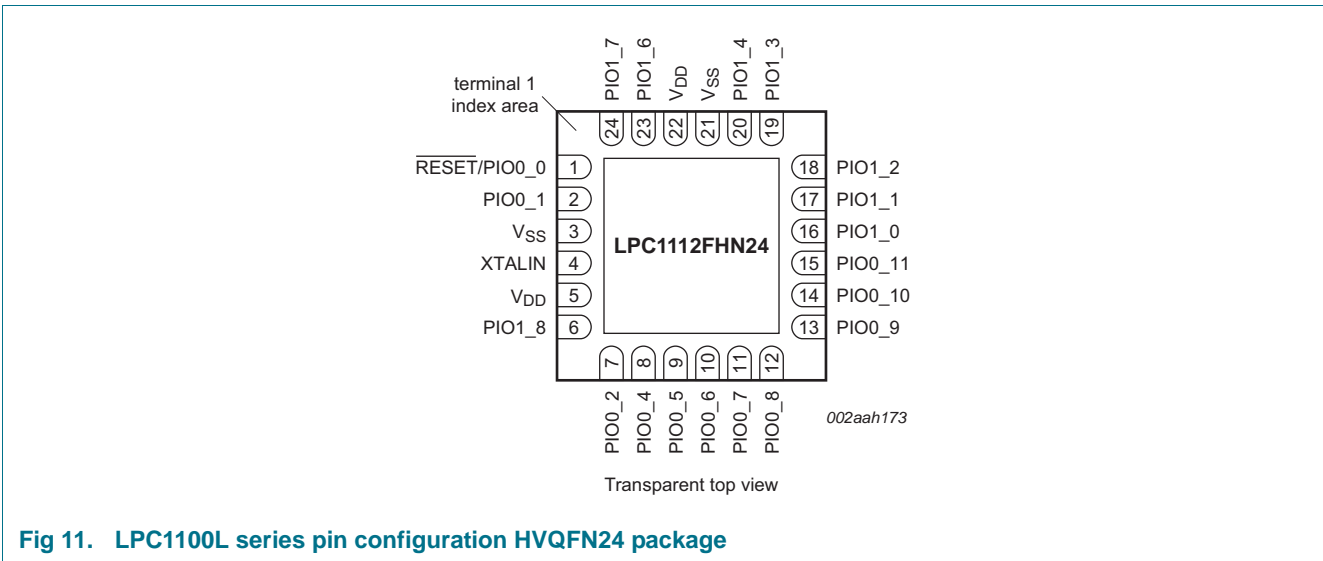 PIO1_7
PIO1_6
VDD
VSS
PIO1_4
PIO1_3
terminal 1
index area
24
23
22
21
20
19
RESET/PIO0_0 1
PIO0_1 2
VSS 3
XTALIN 4
VDD 5
PIO1_8 6
LPC1112FHN24
18 PIO1_2
17 PIO1_1
16 PIO1_0
15 PIO0_11
14 PIO0_10
13 PIO0_9
7
8
9
10
11
12
PIO0_2
PIO0_4
PIO0_5
PIO0_6
PIO0_7
PIO0_8
002aah173
Transparent top view
Fig 11. LPC1100L series pin configuration HVQFN24 package